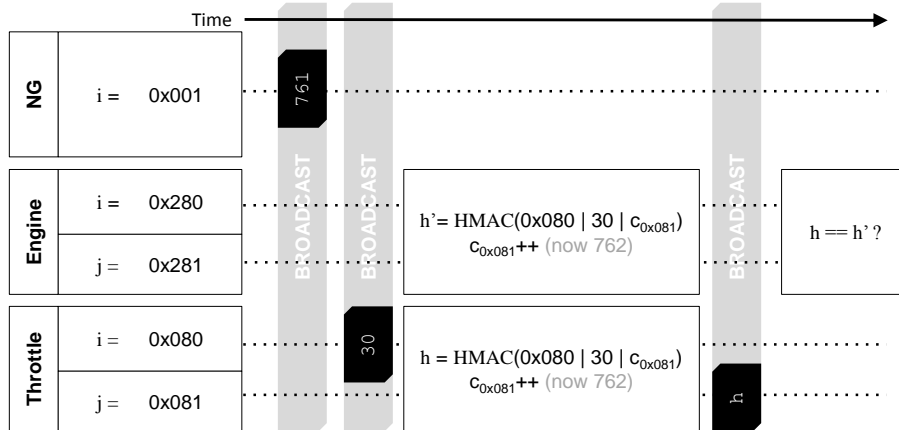 Time
NG
i = 0x001
761
BROADCAST
BROADCAST
BROADCAST
Engine
i = 0x280
j = 0x281
h’= HMAC(0x080 | 30 | c0x081)
c0x081++ (now 762)
h == h’ ?
Throttle
i = 0x080
j = 0x081
30
h = HMAC(0x080 | 30 | c0x081)
c0x081++ (now 762)
h